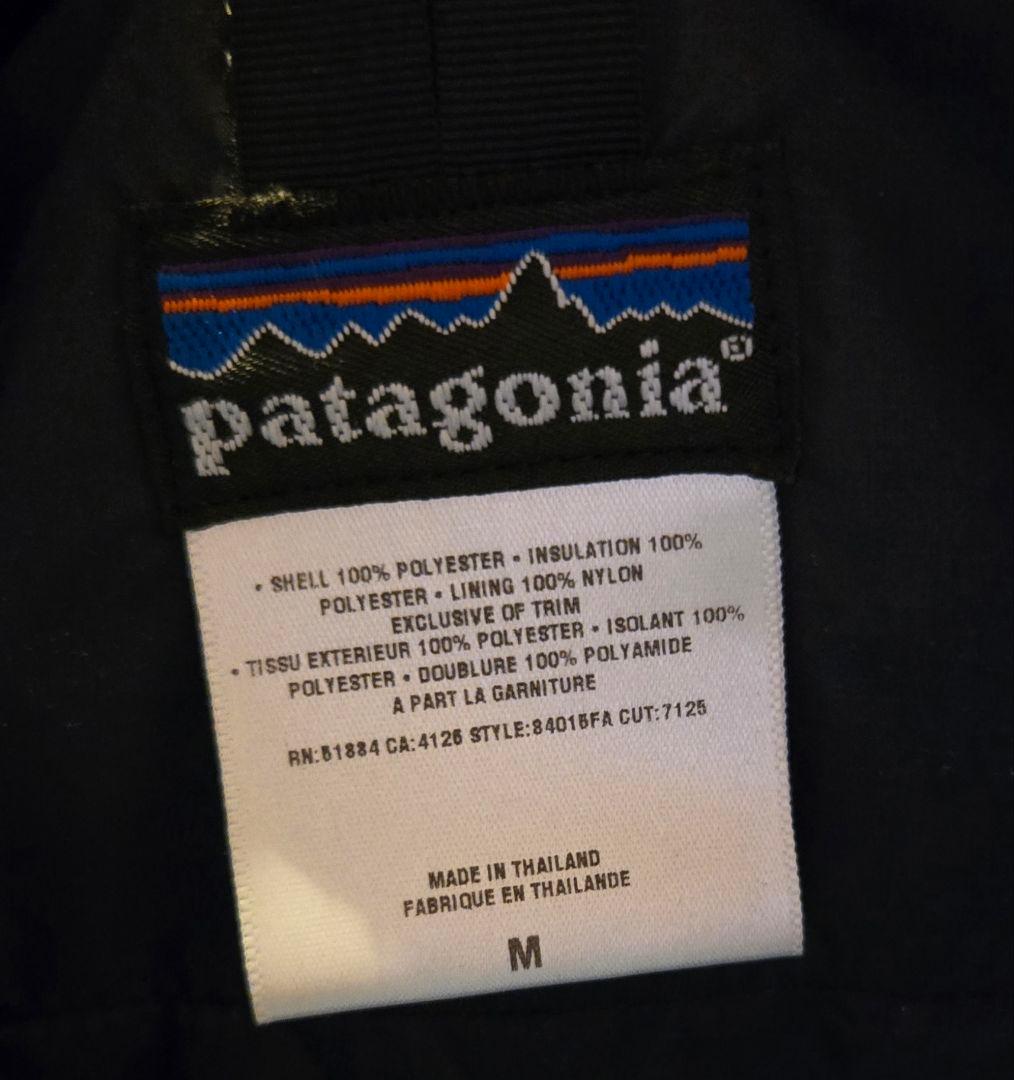 patagonia®
• SHELL 100% POLYESTER • INSULATION 100%
POLYESTER • LINING 100% NYLON
EXCLUSIVE OF TRIM
• TISSU EXTERIEUR 100% POLYESTER • ISOLANT 100%
POLYESTER • DOUBLURE 100% POLYAMIDE
A PART LA GARNITURE
RN:51884 CA:4125 STYLE:84015FA CUT:7125
MADE IN THAILAND
FABRIQUE EN THAILANDE
M